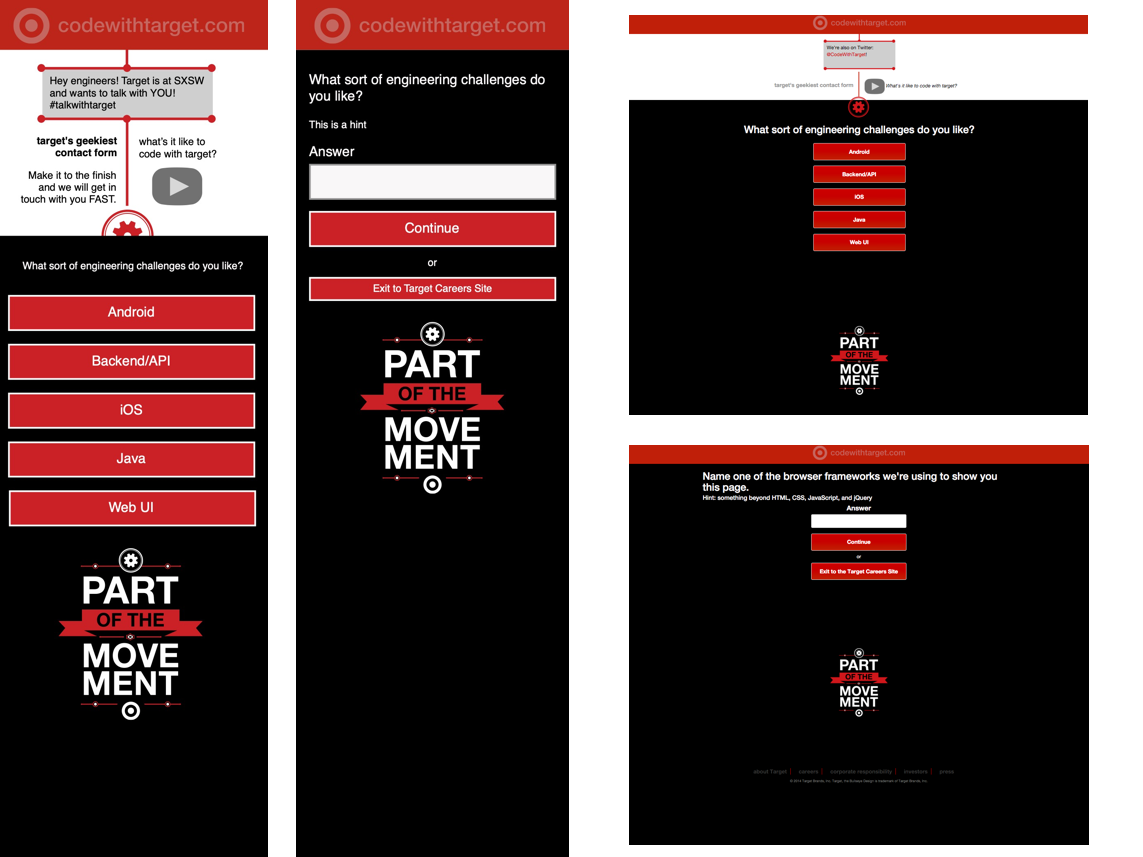 codewithtarget.com
Hey engineers! Target is at SXSW
and wants to talk with YOU!
#talkwithtarget
target's geekiest
contact form
Make it to the finish
and we will get in
touch with you FAST.
what's it like to
code with target?
What sort of engineering challenges do you like?
Android
Backend/API
iOS
Java
Web UI
PART
OF THE
MOVE
MENT
codewithtarget.com
What sort of engineering challenges do
you like?
This is a hint
Answer
Continue
or
Exit to Target Careers Site
PART
OF THE
MOVE
MENT
codewithtarget.com
We're also on Twitter:
@CodeWithTarget!
target's geekiest contact form
What's it like to code with target?
What sort of engineering challenges do you like?
Android
Backend/API
iOS
Java
Web UI
PART
OF THE
MOVE
MENT
codewithtarget.com
Name one of the browser frameworks we're using to show you
this page.
Hint: something beyond HTML, CSS, JavaScript, and jQuery
Answer
Continue
or
Exit to the Target Careers Site
PART
OF THE
MOVE
MENT
about Target | careers | corporate responsibility | investors | press